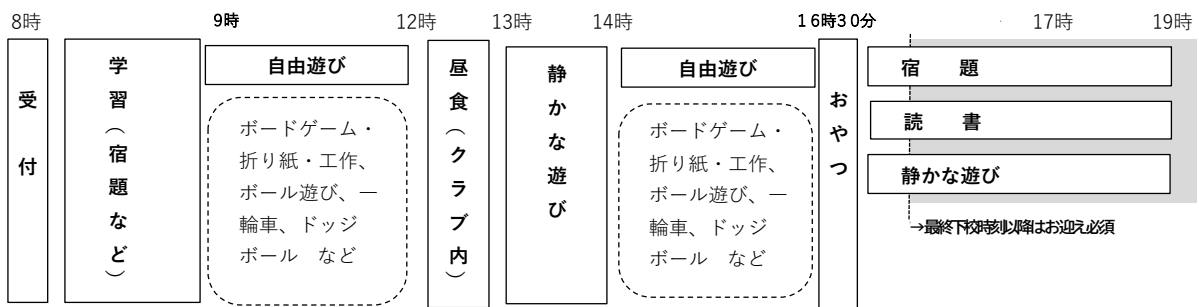 8時
9時
12時
13時
14時
16時30分
17時
19時
受付
学習(宿題など)
自由遊び
ボードゲーム・
折り紙・工作、
ボール遊び、一
輪車、ドッジ
ボール　など
昼食(クラブ内)
静かな遊び
自由遊び
ボードゲーム・
折り紙・工作、
ボール遊び、一
輪車、ドッジ
ボール　など
おやつ
宿　題
読　書
静かな遊び
→最終下校時刻以降はお迎え必須